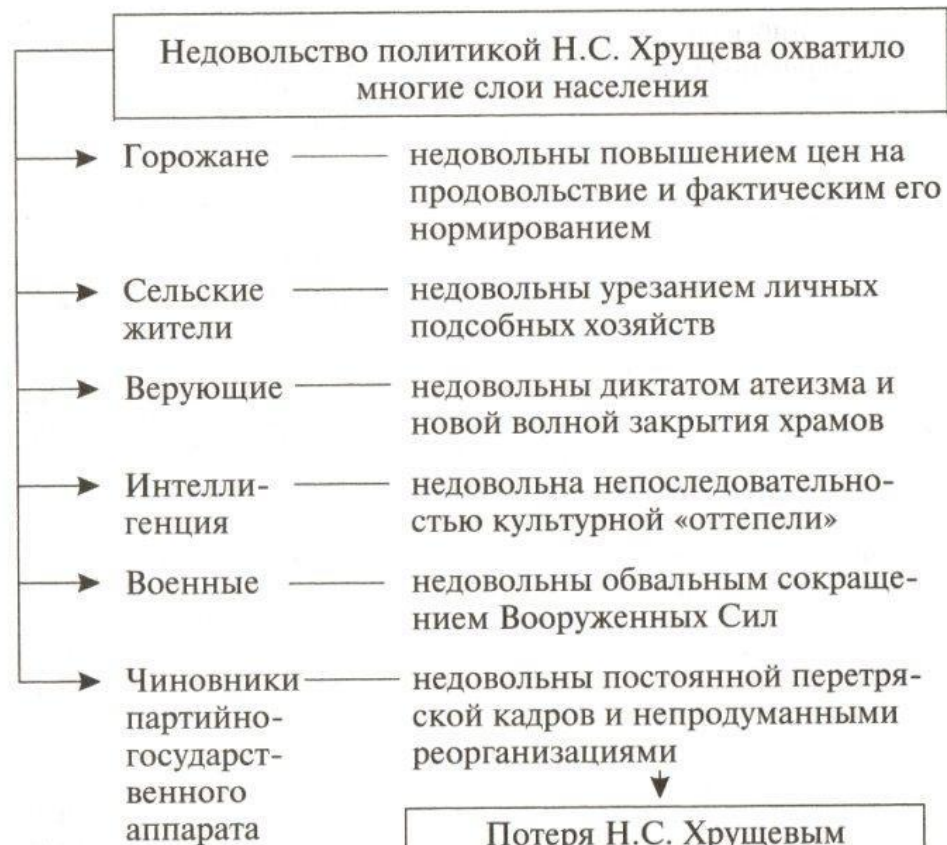 Недовольство политикой Н.С. Хрущева охватило
многие слои населения
Горожане
недовольны повышением цен на
продовольствие и фактическим его
нормированием
Сельские
жители
недовольны урезанием личных
подсобных хозяйств
Верующие
недовольны диктатом атеизма и
новой волной закрытия храмов
Интелли-
генция
недовольна непоследовательно-
стью культурной «оттепели»
Военные
недовольны обвальным сокраще-
нием Вооруженных Сил
Чиновники
партийно-
государст-
венного
аппарата
недовольны постоянной перетря-
ской кадров и непродуманными
реорганизациями
Потеря Н.С. Хрущевым